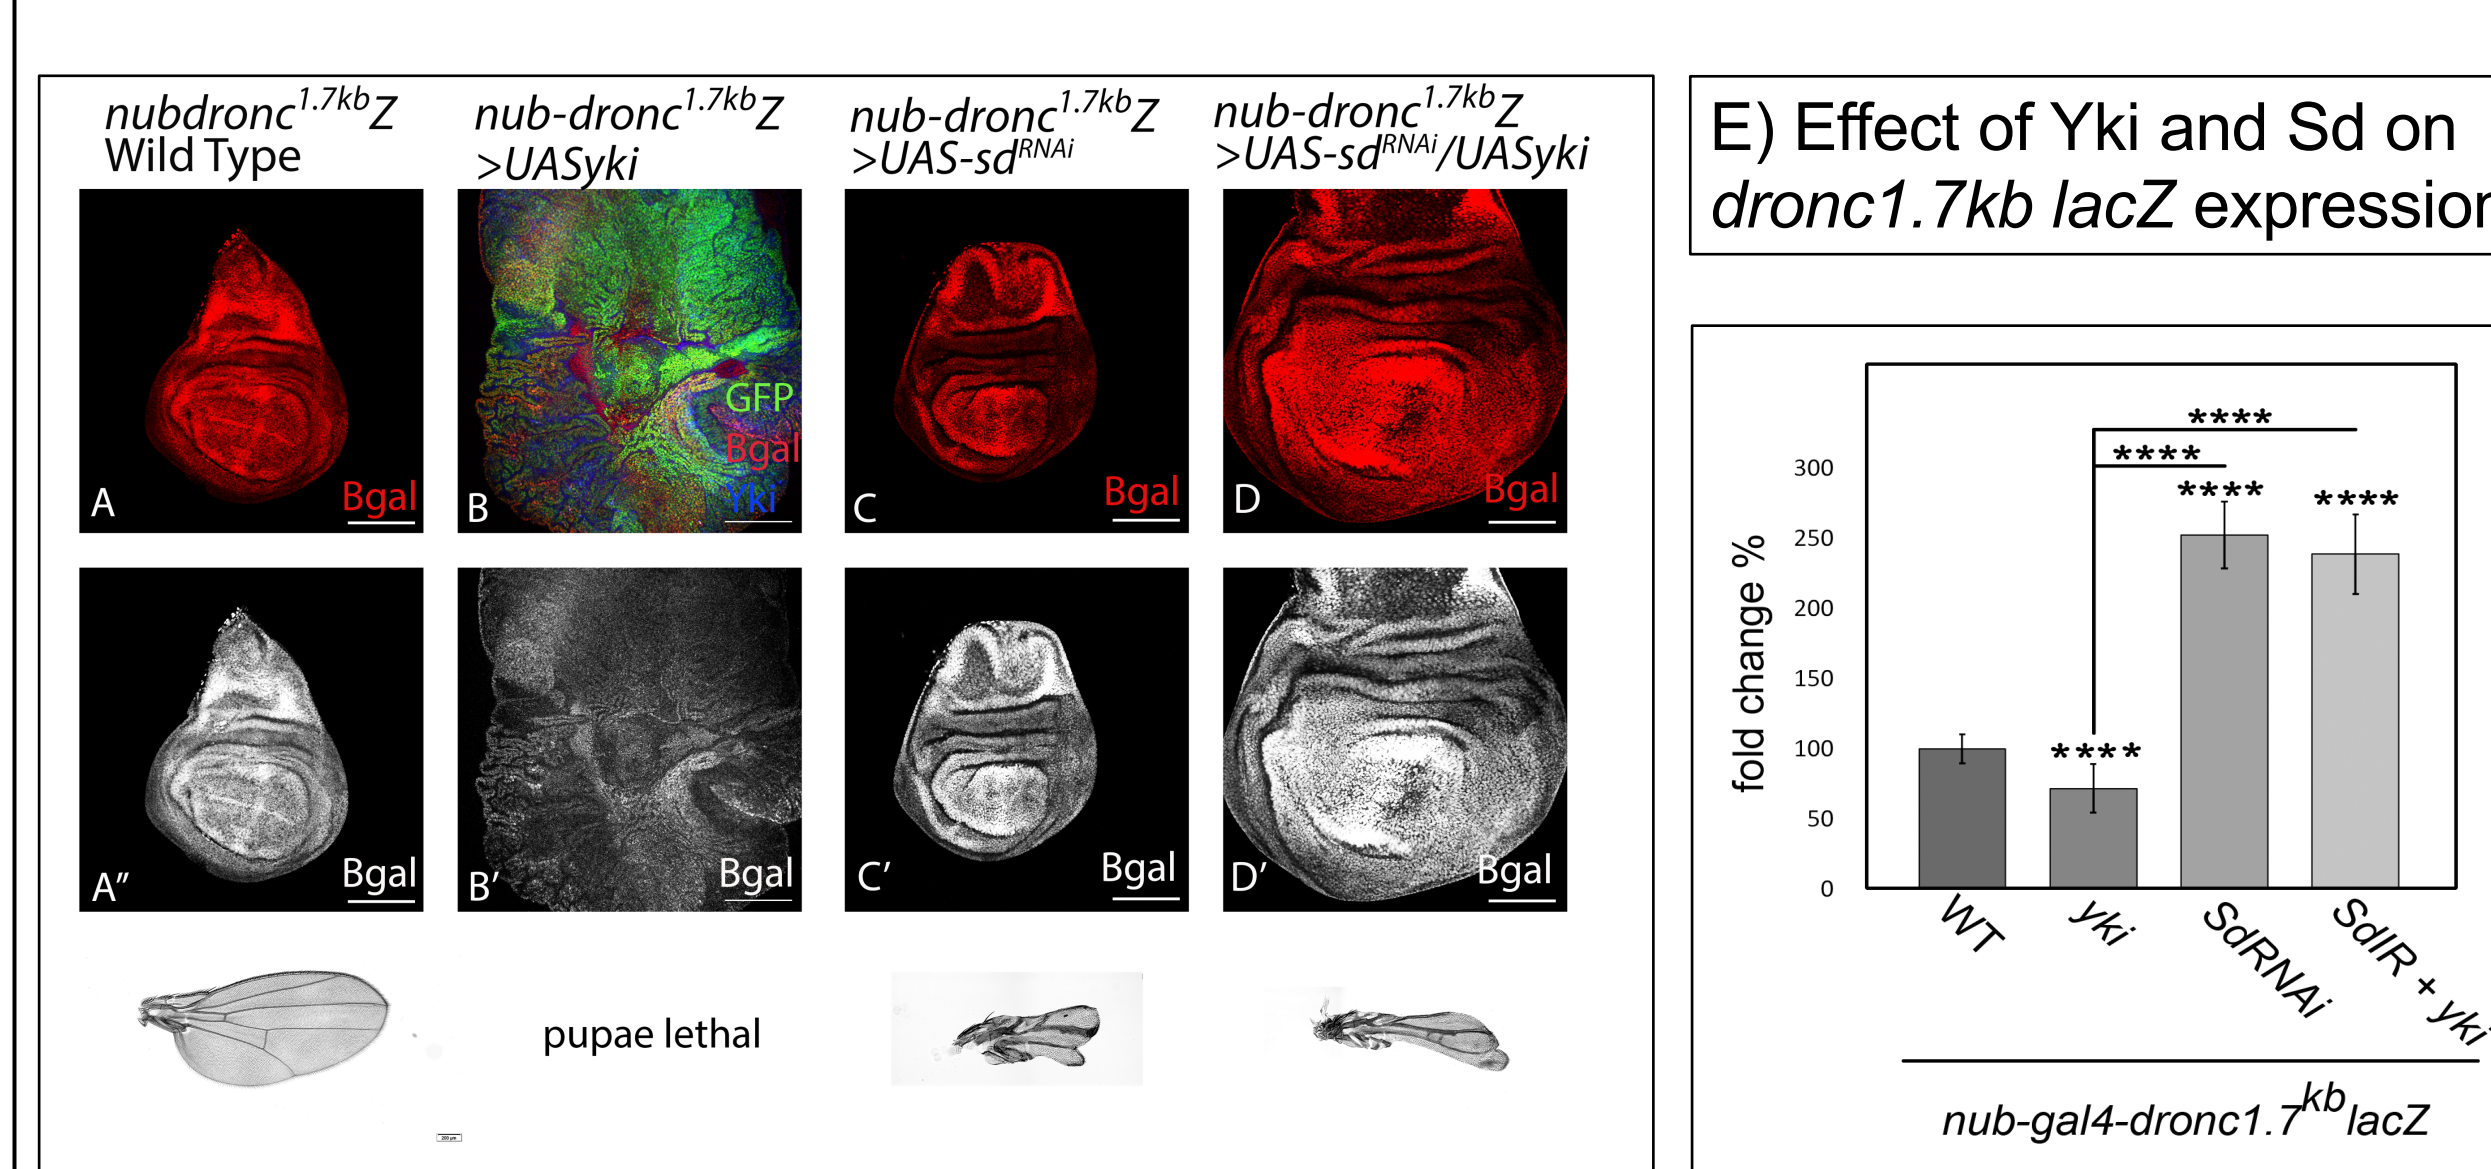 nubdronc1.7kbZ
Wild Type
nub-dronc1.7kbZ
>UASyki
nub-dronc1.7kbZ
>UAS-sdRNAi
nub-dronc1.7kbZ
>UAS-sdRNAi/UASyki
A
Bgal
B
GFP
Bgal
Yki
C
Bgal
D
Bgal
A″
Bgal
B′
Bgal
C′
Bgal
D′
Bgal
pupae lethal
200 µm
E) Effect of Yki and Sd on
dronc1.7kb lacZ expression
fold change %
300
250
200
150
100
50
0
****
****
****
****
****
WT
yki
SdRNAi
SdIR + yki
nub-gal4-dronc1.7kblacZ